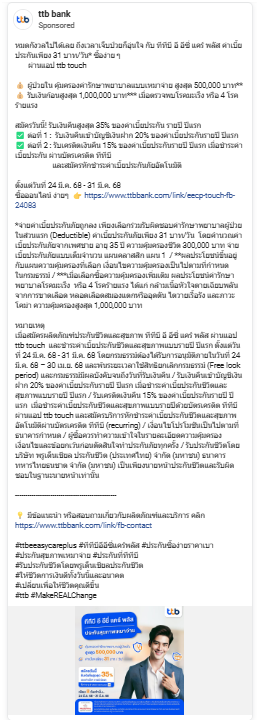 ttb bank
Sponsored
หมดกังวลไปได้เลย ถึงเวลาเจ็บป่วยก็อุ่นใจ กับ ทีทีบี อี อีซี่ แคร์ พลัส ค่าเบี้ย
ประกันเพียง 31 บาท/วัน* ซื้อง่าย ๆ
ผ่านแอป ttb touch
👍 ผู้ป่วยใน คุ้มครองค่ารักษาพยาบาลแบบเหมาจ่าย สูงสุด 500,000 บาท**
👍 รับเงินก้อนสูงสุด 1,000,000 บาท*** เมื่อตรวจพบโรคมะเร็ง หรือ 4 โรค
ร้ายแรง
สมัครวันนี้! รับเงินคืนสูงสุด 35% ของค่าเบี้ยประกัน รายปี ปีแรก
✅ ต่อที่ 1 : รับเงินคืนเข้าบัญชีเงินฝาก 20% ของค่าเบี้ยประกันรายปี ปีแรก
✅ ต่อที่ 2 : รับเครดิตเงินคืน 15% ของค่าเบี้ยประกันรายปี ปีแรก เมื่อชำระค่า
เบี้ยประกัน ผ่านบัตรเครดิต ทีทีบี
และสมัครหักชำระค่าเบี้ยประกันภัยอัตโนมัติ
ตั้งแต่วันที่ 24 มี.ค. 68 - 31 มี.ค. 68
ซื้อออนไลน์ ง่ายๆ 👉 https://www.ttbbank.com/link/eecp-touch-fb-
24083
*จ่ายค่าเบี้ยประกันภัยถูกลง เพียงเลือกร่วมรับผิดชอบค่ารักษาพยาบาลผู้ป่วย
ในส่วนแรก (Deductible) ค่าเบี้ยประกันภัยเพียง 31 บาท/วัน โดยคำนวณค่า
เบี้ยประกันภัยจากเพศชาย อายุ 35 ปี ความคุ้มครองชีวิต 300,000 บาท จ่าย
เบี้ยประกันภัยแบบเต็มจำนวน แผนคลาสสิก แผน 1 / **ผลประโยชน์ขึ้นอยู่
กับแผนความคุ้มครองที่เลือก เงื่อนไขความคุ้มครองเป็นไปตามที่กำหนด
ในกรมธรรม์ / ***เมื่อเลือกซื้อความคุ้มครองเพิ่มเติม ผลประโยชน์ค่ารักษา
พยาบาลโรคมะเร็ง หรือ 4 โรคร้ายแรง ได้แก่ กล้ามเนื้อหัวใจตายเฉียบพลัน
จากการขาดเลือด หลอดเลือดสมองแตกหรืออุดตัน ไตวายเรื้อรัง และภาวะ
โคม่า ความคุ้มครองสูงสุด 1,000,000 บาท
หมายเหตุ
เมื่อสมัครผลิตภัณฑ์ประกันชีวิตและสุขภาพ ทีทีบี อี อีซี่ แคร์ พลัส ผ่านแอป
ttb touch และชำระค่าเบี้ยประกันชีวิตและสุขภาพแบบรายปี ปีแรก ตั้งแต่วัน
ที่ 24 มี.ค. 68 - 31 มี.ค. 68 โดยกรมธรรม์ต้องได้รับการอนุมัติภายในวันที่ 24
มี.ค. 68 – 30 เม.ย. 68 และพ้นระยะเวลาใช้สิทธิยกเลิกกรมธรรม์ (Free look
period) และกรมธรรม์มีผลบังคับจนถึงวันที่รับเงินคืน / รับเงินคืนเข้าบัญชีเงิน
ฝาก 20% ของค่าเบี้ยประกันรายปี ปีแรก เมื่อชำระค่าเบี้ยประกันชีวิตและ
สุขภาพแบบรายปี ปีแรก / รับเครดิตเงินคืน 15% ของค่าเบี้ยประกันรายปี ปี
แรก เมื่อชำระค่าเบี้ยประกันชีวิตและสุขภาพแบบรายปีด้วยบัตรเครดิต ทีทีบี
ผ่านแอป ttb touch และสมัครบริการหักชำระค่าเบี้ยประกันชีวิตและสุขภาพ
อัตโนมัติผ่านบัตรเครดิต ทีทีบี (recurring) / เงื่อนไขโปรโมชันเป็นไปตามที่
ธนาคารกำหนด / ผู้ซื้อควรทำความเข้าใจในรายละเอียดความคุ้มครอง
เงื่อนไขและข้อยกเว้นก่อนตัดสินใจทำประกันภัยทุกครั้ง / รับประกันชีวิตโดย
บริษัท พรูเด็นเชียล ประกันชีวิต (ประเทศไทย) จำกัด (มหาชน) ธนาคาร
ทหารไทยธนชาต จำกัด (มหาชน) เป็นเพียงนายหน้าประกันชีวิตและรับผิด
ชอบในฐานะนายหน้าเท่านั้น
----------------------------------------
💡 มีข้อแนะนำ หรือสอบถามเกี่ยวกับผลิตภัณฑ์และบริการ คลิก
https://www.ttbbank.com/link/fb-contact
#ttbeeasycareplus #ทีทีบีอีอีซี่แคร์พลัส #ประกันซื้อง่ายราคาเบา
#ประกันสุขภาพเหมาจ่าย #ประกันทีทีบี
#รับประกันชีวิตโดยพรูเด็นเชียลประกันชีวิต
#ให้ชีวิตการเงินดีทั้งวันนี้และอนาคต
#เปลี่ยนเพื่อให้ชีวิตคุณดีขึ้น
#ttb #MakeREALChange
ttb
ทีทีบี อี อีซี่ แคร์ พลัส
ประกันสุขภาพเหมาจ่าย
500,000